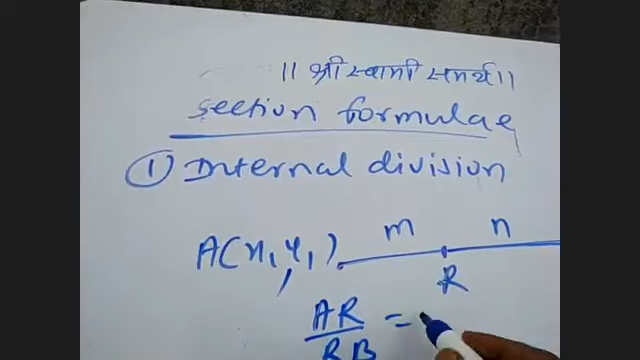 ।। श्री स्वामी समर्थ ।।
section formulae
① Internal division
m n
A(x₁, y₁)
R
AR/RB =